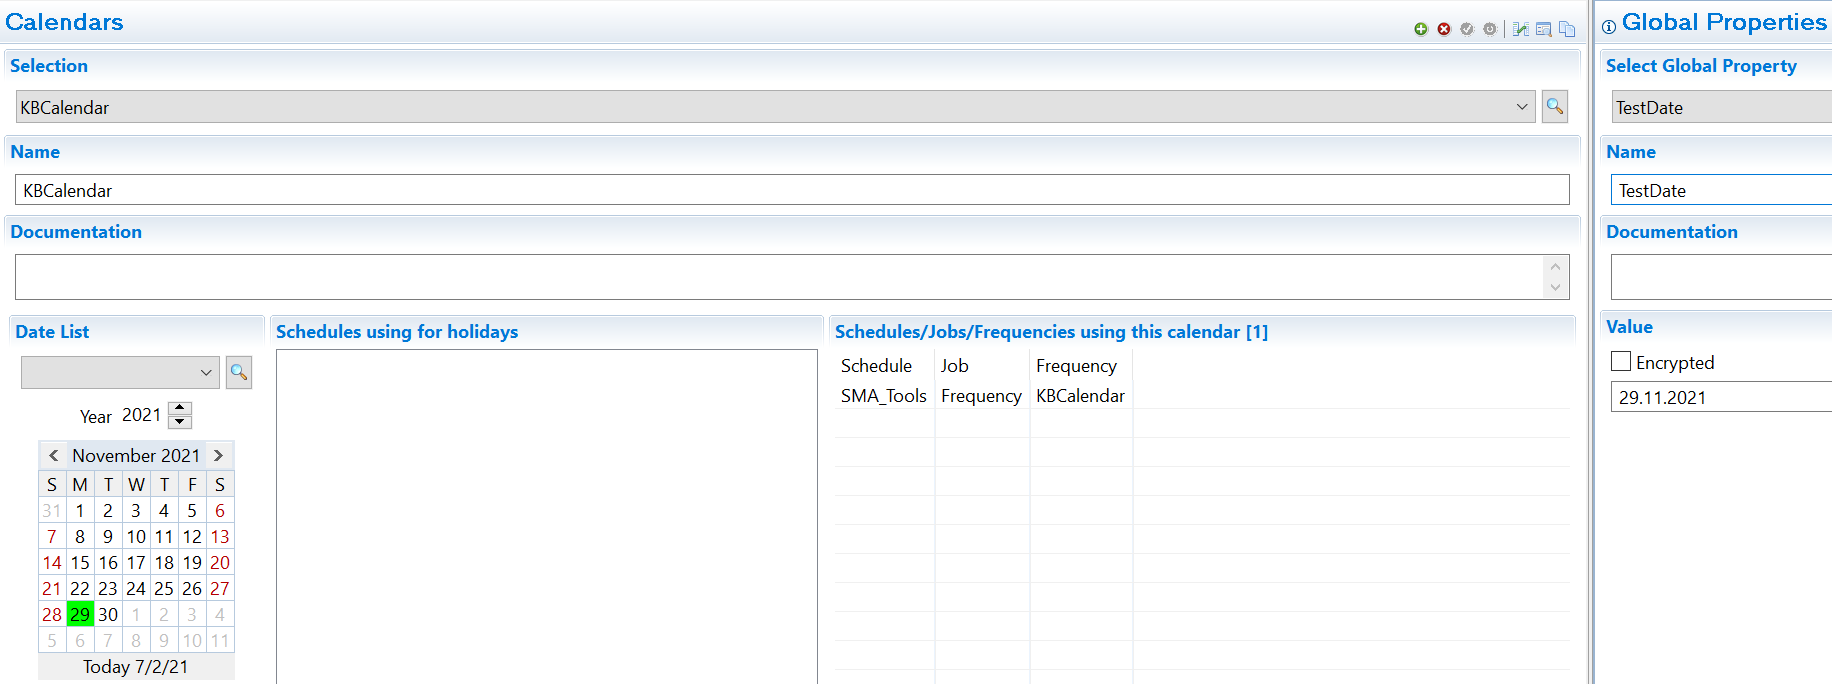 Calendars
Selection
KBCalendar
Name
KBCalendar
Documentation
Date List
Year 2021
November 2021
S M T W T F S
31 1 2 3 4 5 6
7 8 9 10 11 12 13
14 15 16 17 18 19 20
21 22 23 24 25 26 27
28 29 30 1 2 3 4
5 6 7 8 9 10 11
Today 7/2/21
Schedules using for holidays
Schedules/Jobs/Frequencies using this calendar [1]
Schedule Job Frequency
SMA_Tools Frequency KBCalendar
Global Properties
Select Global Property
TestDate
Name
TestDate
Documentation
Value
Encrypted
29.11.2021